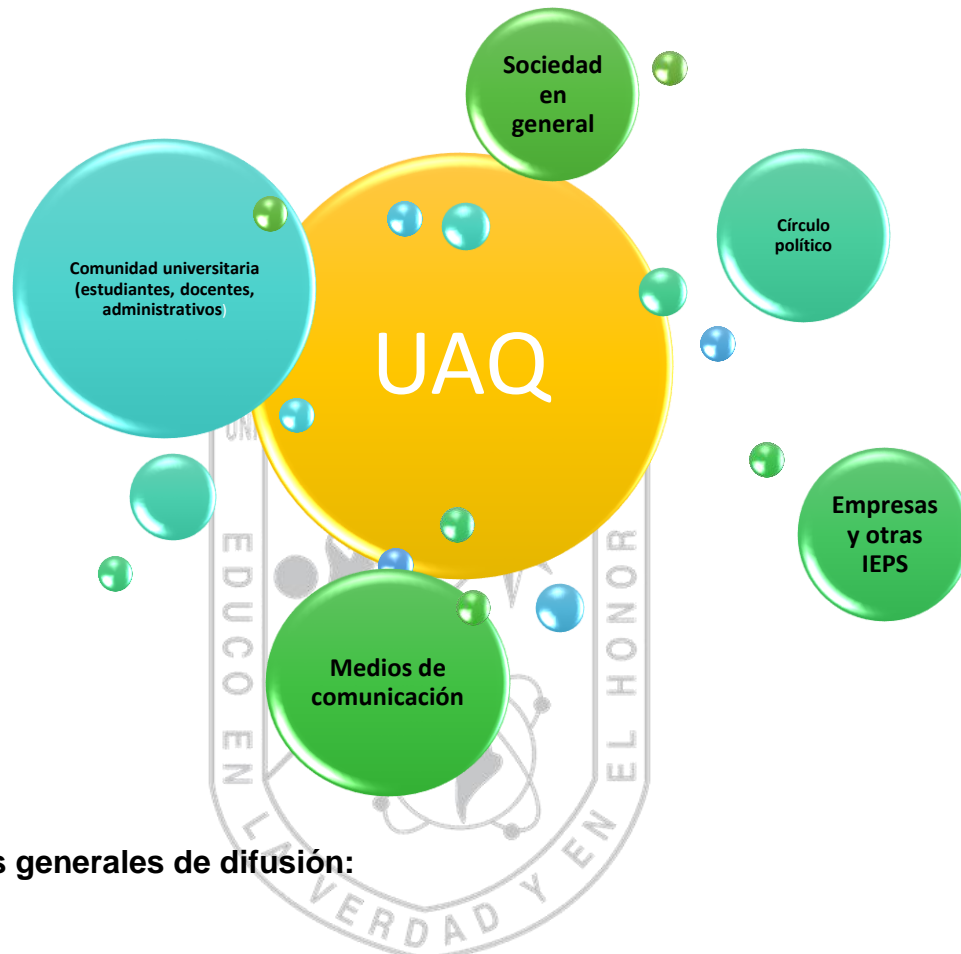 Sociedad
en
general
Círculo
político
Comunidad universitaria
(estudiantes, docentes,
administrativos)
UAQ
Empresas
y otras
IEPS
Medios de
comunicación
EDUCO EN LA VERDAD Y EN EL HONOR
generales de difusión: